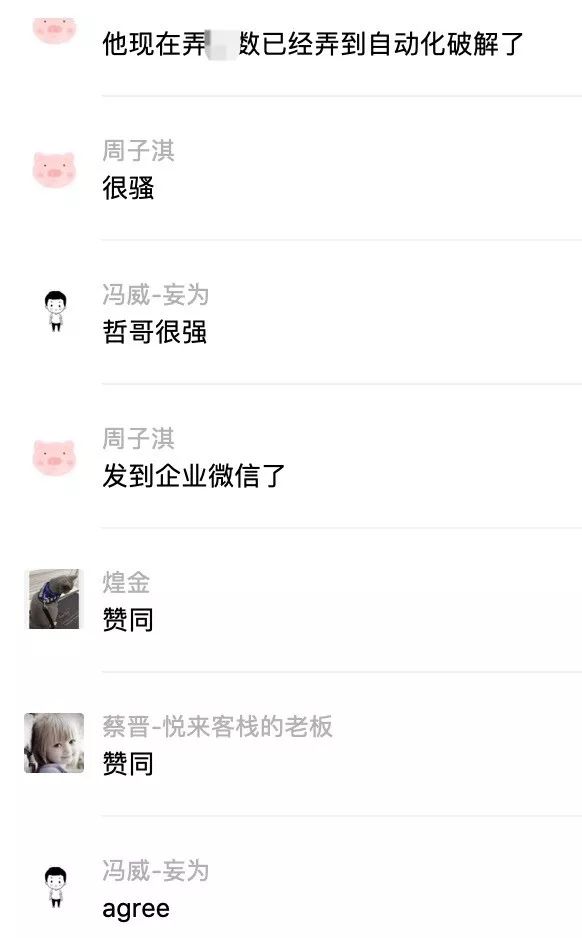 他现在弄 数已经弄到自动化破解了
周子淇
很骚
冯威-妄为
哲哥很强
周子淇
发到企业微信了
煌金
赞同
蔡晋-悦来客栈的老板
赞同
冯威-妄为
agree